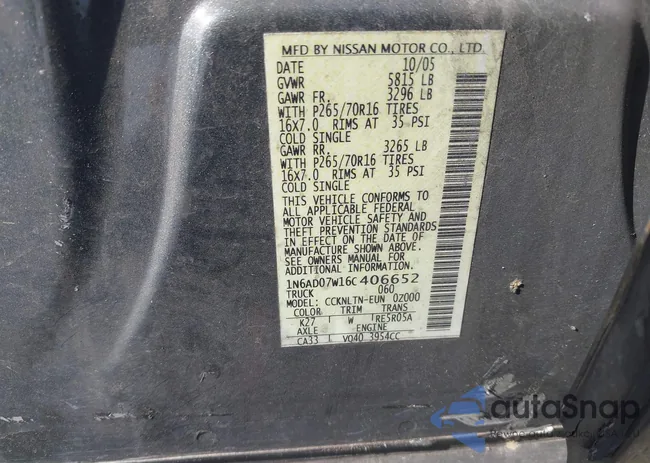 MFD BY NISSAN MOTOR CO., LTD.
DATE 10/05
GVWR 5815 LB
GAWR FR. 3296 LB
WITH P265/70R16 TIRES
16X7.0 RIMS AT 35 PSI
COLD SINGLE
GAWR RR. 3265 LB
WITH P265/70R16 TIRES
16X7.0 RIMS AT 35 PSI
COLD SINGLE
THIS VEHICLE CONFORMS TO
ALL APPLICABLE FEDERAL
MOTOR VEHICLE SAFETY AND
THEFT PREVENTION STANDARDS
IN EFFECT ON THE DATE OF
MANUFACTURE SHOWN ABOVE.
SEE OWNERS MANUAL FOR
ADDITIONAL INFORMATION.
1N6AD07W16C406652
TRUCK 060
MODEL: CCKNLTN-EUN 0Z000
COLOR TRIM TRANS
K27 W RE5R05A
AXLE ENGINE
CA33 VQ40 3954CC
autaSnap